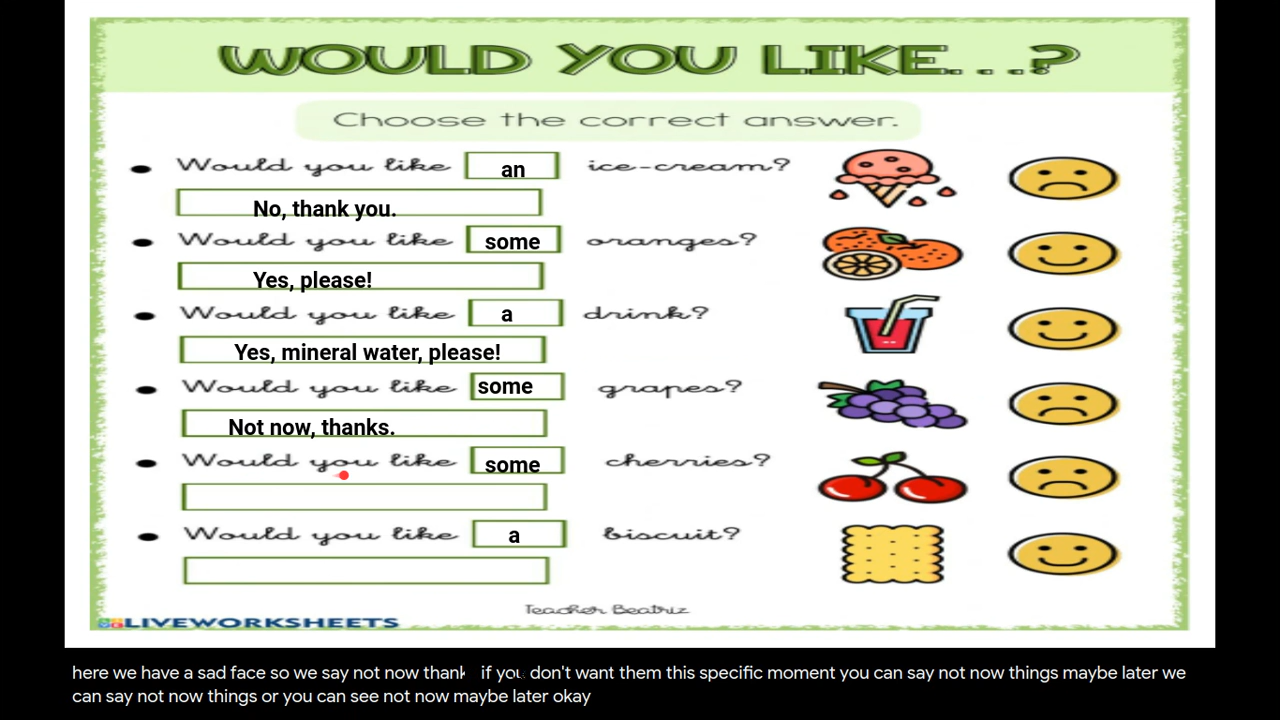 WOULD YOU LIKE...?
Choose the correct answer.
Would you like an ice-cream?
No, thank you.
Would you like some oranges?
Yes, please!
Would you like a drink?
Yes, mineral water, please!
Would you like some grapes?
Not now, thanks.
Would you like some cherries?
Would you like a biscuit?
Teacher Beatriz
LIVEWORKSHEETS
here we have a sad face so we say not now thank if you don't want them this specific moment you can say not now things maybe later we
can say not now things or you can see not now maybe later okay